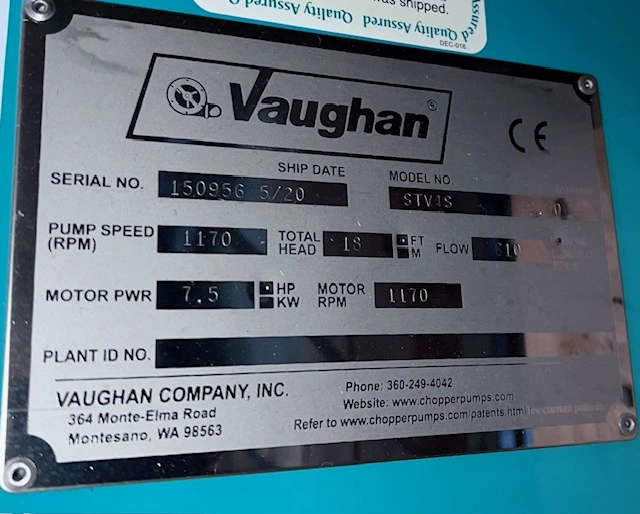 was shipped.
Quality Assured Quality Assured Quality Assured
DEC-016
Vaughan®
CE
SHIP DATE
SERIAL NO. 150956 5/20 MODEL NO.
PUMP SPEED (RPM) 1170 TOTAL HEAD 18 FT M FLOW
MOTOR PWR 7.5 HP KW MOTOR RPM 1170
PLANT ID NO.
VAUGHAN COMPANY, INC.
364 Monte-Elma Road
Montesano, WA 98563
Phone: 360-249-4042
Website: www.chopperpumps.com
Refer to www.chopperpumps.com/patents.html